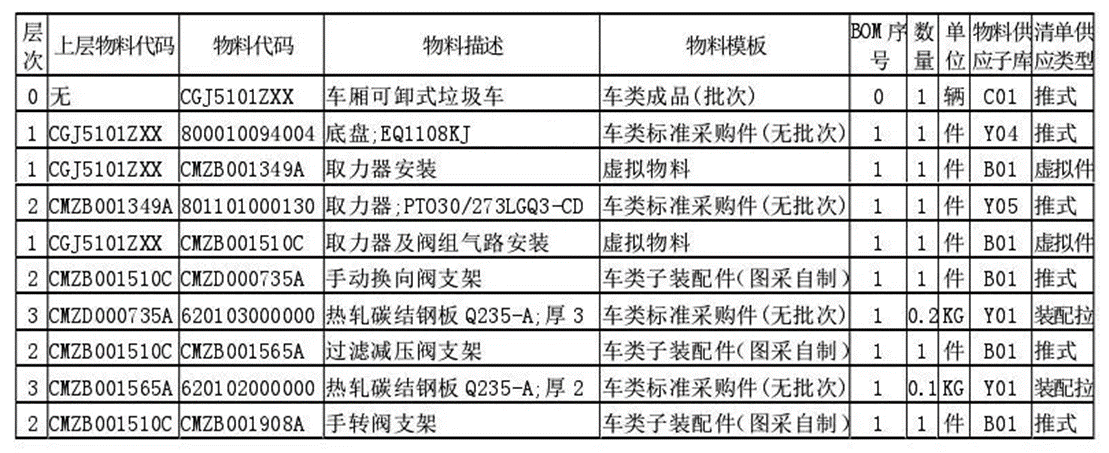 层次 上层物料代码 物料代码 物料描述 物料模板 BOM 序号 数量 单位 物料供应子库 清单供应类型
0 无 CGJ5101ZXX 车厢可卸式垃圾车 车类成品(批次) 0 1 辆 C01 推式
1 CGJ5101ZXX 800010094004 底盘;EQ1108KJ 车类标准采购件(无批次) 1 1 件 Y04 推式
1 CGJ5101ZXX CMZB001349A 取力器安装 虚拟物料 1 1 件 B01 虚拟件
2 CMZB001349A 801101000130 取力器;PTO30/273LGQ3-CD 车类标准采购件(无批次) 1 1 件 Y05 推式
1 CGJ5101ZXX CMZB001510C 取力器及阀组气路安装 虚拟物料 1 1 件 B01 虚拟件
2 CMZB001510C CMZD000735A 手动换向阀支架 车类子装配件(图采自制) 1 1 件 B01 推式
3 CMZD000735A 620103000000 热轧碳结钢板 Q235-A;厚 3 车类标准采购件(无批次) 1 0.2 KG Y01 装配拉
2 CMZB001510C CMZB001565A 过滤减压阀支架 车类子装配件(图采自制) 1 1 件 B01 推式
3 CMZB001565A 620102000000 热轧碳结钢板 Q235-A;厚 2 车类标准采购件(无批次) 1 0.1 KG Y01 装配拉
2 CMZB001510C CMZB001908A 手转阀支架 车类子装配件(图采自制) 1 1 件 B01 推式